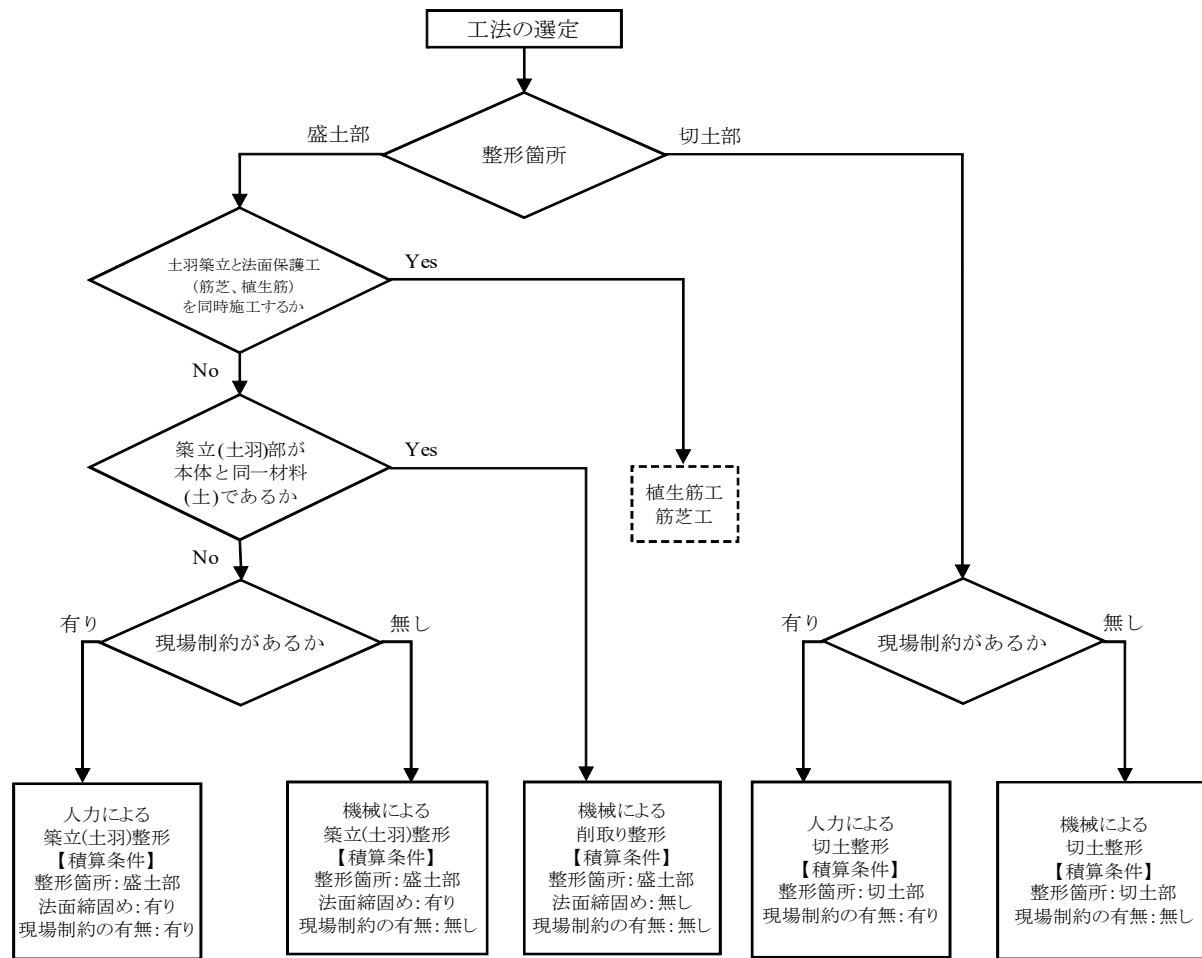 工法の選定
整形箇所
盛土部
切土部
土羽築立と法面保護工
(筋芝、植生筋)
を同時施工するか
Yes
No
築立(土羽)部が
本体と同一材料
(土)であるか
Yes
No
植生筋工
筋芝工
現場制約があるか
有り
無し
現場制約があるか
有り
無し
人力による
築立(土羽)整形
【積算条件】
整形箇所:盛土部
法面締固め:有り
現場制約の有無:有り
機械による
築立(土羽)整形
【積算条件】
整形箇所:盛土部
法面締固め:有り
現場制約の有無:無し
機械による
削取り整形
【積算条件】
整形箇所:盛土部
法面締固め:無し
現場制約の有無:無し
人力による
切土整形
【積算条件】
整形箇所:切土部
現場制約の有無:有り
機械による
切土整形
【積算条件】
整形箇所:切土部
現場制約の有無:無し